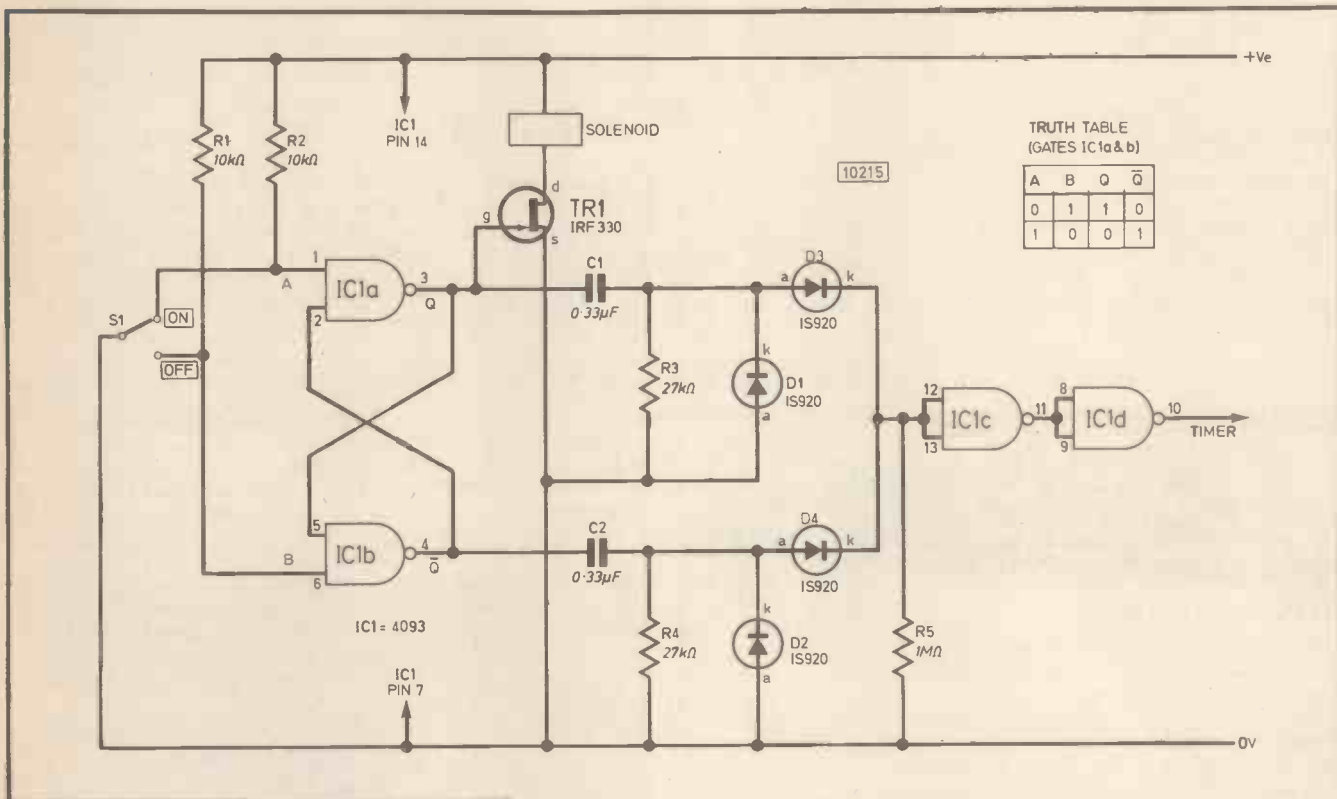 +Ve
R1
10kΩ
R2
10kΩ
IC1
PIN 14
SOLENOID
TRUTH TABLE
(GATES IC1a & b)
A B Q Q̅
0 1 1 0
1 0 0 1
10215
d
g
s
TR1
IRF 330
S1
ON
OFF
1
A
2
IC1a
3
Q
C1
0·33µF
D3
a
k
IS920
R3
27kΩ
k
D1
IS920
a
12
13
IC1c
11
8
9
IC1d
10
TIMER
5
B
6
IC1b
4
Q̅
C2
0·33µF
D4
a
k
IS920
IC1 = 4093
R4
27kΩ
k
D2
IS920
a
R5
1MΩ
IC1
PIN 7
0V